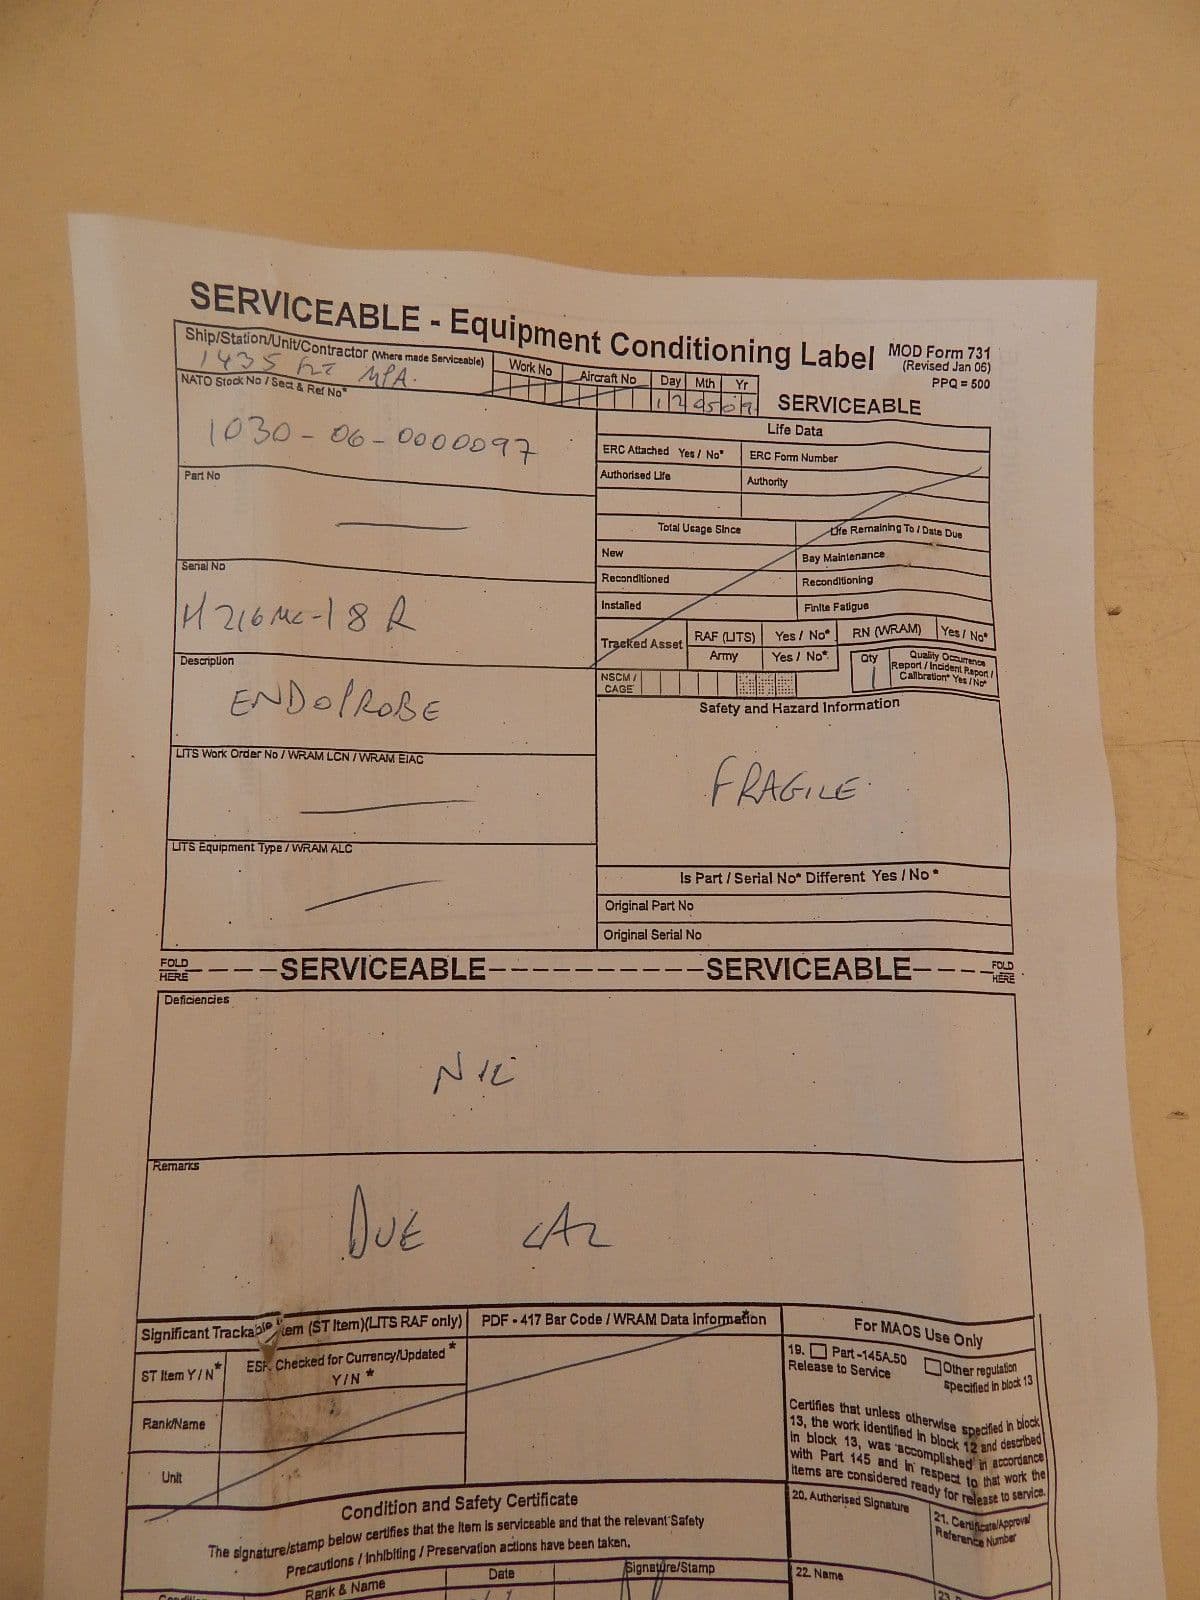 SERVICEABLE - Equipment Conditioning Label MOD Form 731
(Revised Jan 06)
PPQ = 500
Ship/Station/Unit/Contractor (Where made Serviceable)
1435 FLT MPA.
Work No
Aircraft No
Day Mth Yr
12 05 09
SERVICEABLE
NATO Stock No / Sect & Ref No*
1030-06-0000097
Life Data
ERC Attached Yes / No*
ERC Form Number
Authorised Life
Authority
Part No
Total Usage Since
Life Remaining To / Date Due
New
Bay Maintenance
Reconditioned
Reconditioning
Installed
Finite Fatigue
Serial No
H216MC-18R
Tracked Asset
RAF (LITS) Yes / No*
RN (WRAM) Yes / No*
Army Yes / No*
Qty
1
Quality Occurrence
Report / Incident Report /
Calibration* Yes / No*
NSCM /
CAGE
Description
ENDOPROBE
Safety and Hazard Information
FRAGILE.
LITS Work Order No / WRAM LCN / WRAM EIAC
LITS Equipment Type / WRAM ALC
Is Part / Serial No* Different Yes / No *
Original Part No
Original Serial No
FOLD
HERE
SERVICEABLE
SERVICEABLE
FOLD
HERE
Deficiencies
NIL
Remarks
DUE CAL
Significant Trackable Item (ST Item)(LITS RAF only)
PDF - 417 Bar Code / WRAM Data Information*
For MAOS Use Only
ST Item Y / N*
ESR Checked for Currency/Updated *
Y / N *
19. Part -145A.50
Release to Service
Other regulation
specified in block 13
Rank/Name
Unit
Certifies that unless otherwise specified in block
13, the work identified in block 12 and described
in block 13, was accomplished in accordance
with Part 145 and in respect to that work the
items are considered ready for release to service.
Condition and Safety Certificate
The signature/stamp below certifies that the item is serviceable and that the relevant Safety
Precautions / Inhibiting / Preservation actions have been taken.
20. Authorised Signature
21. Certificate/Approval
Reference Number
Rank & Name
Date
Signature/Stamp
22. Name
23.